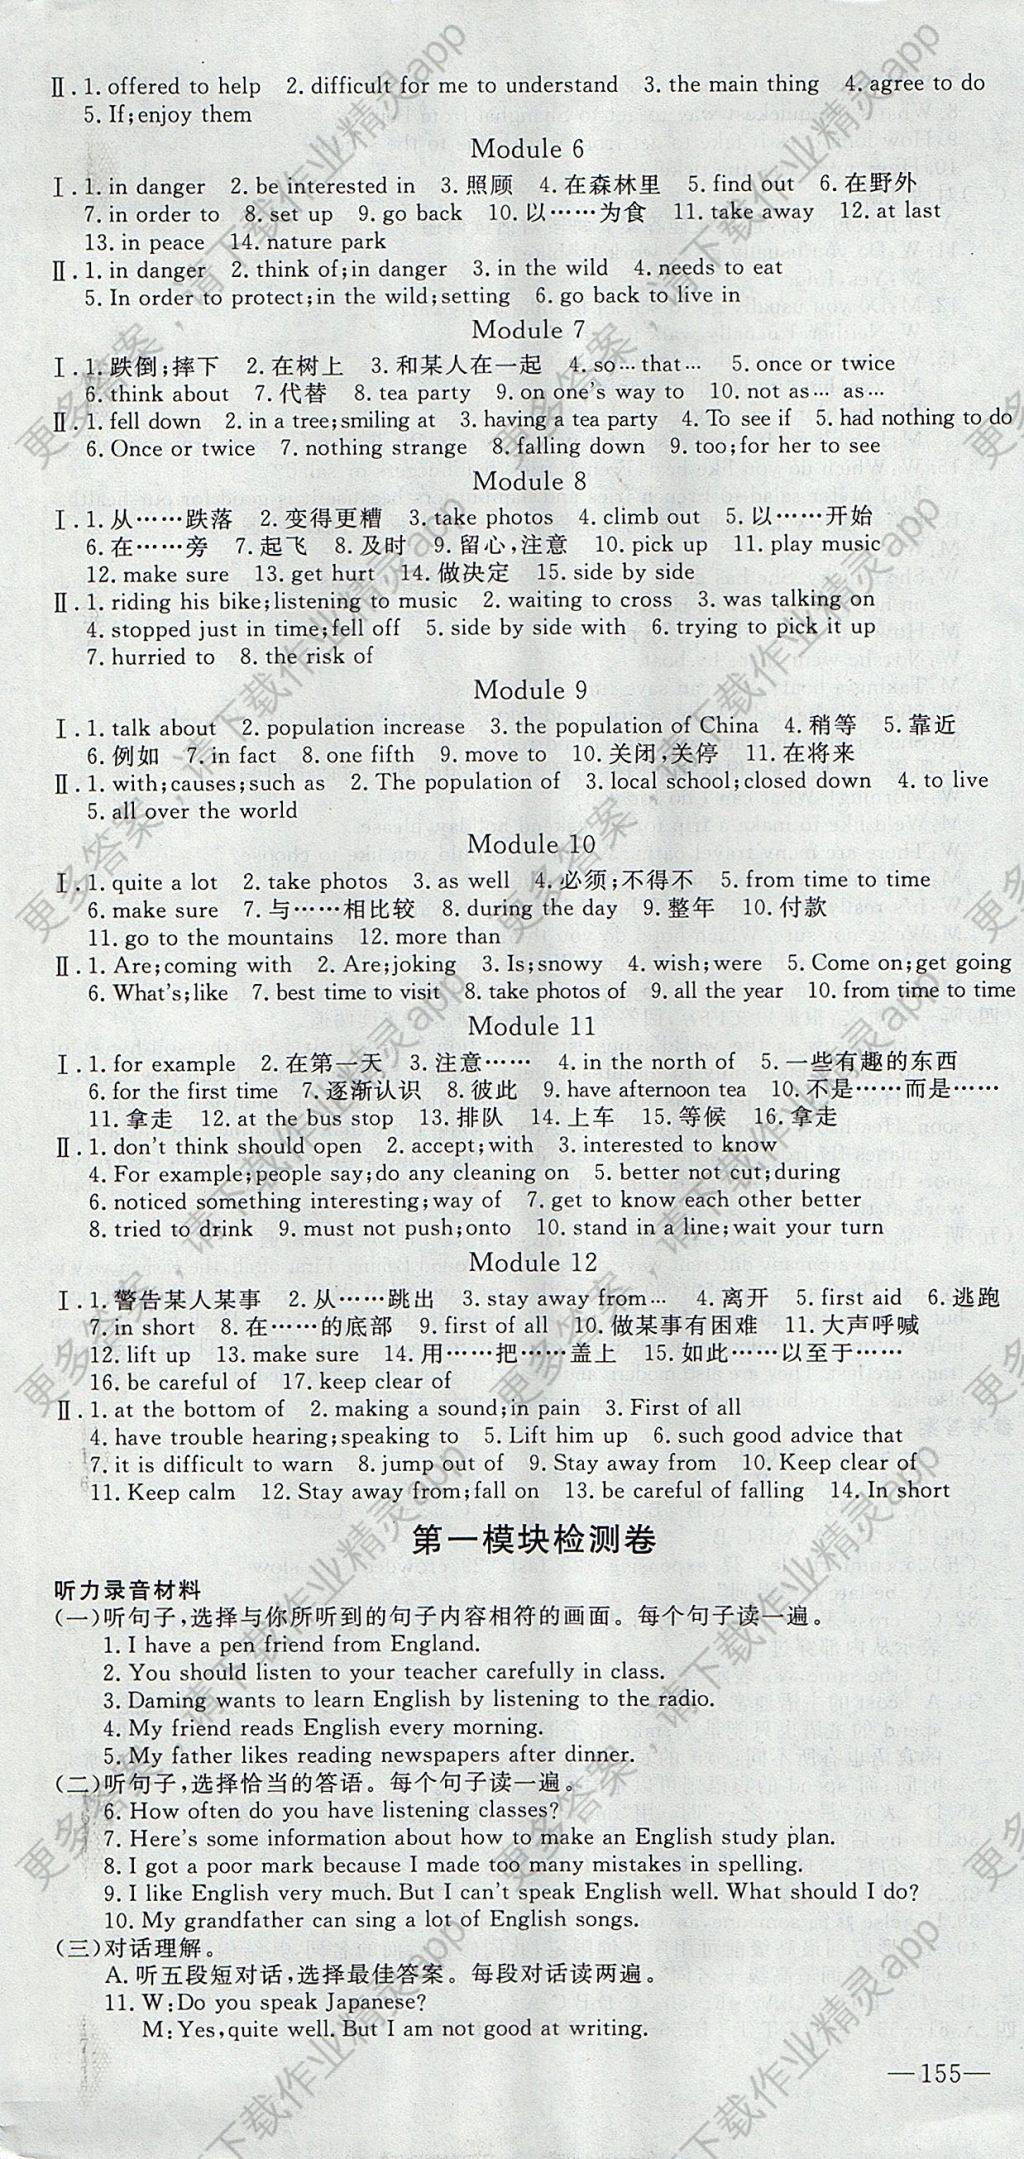 Ⅱ.1. offered to help 2. difficult for me to understand 3. the main thing 4. agree to do
5. If;enjoy them
Module 6
Ⅰ.1. in danger 2. be interested in 3. 照顾 4. 在森林里 5. find out 6. 在野外
7. in order to 8. set up 9. go back 10. 以……为食 11. take away 12. at last
13. in peace 14. nature park
Ⅱ.1. in danger 2. think of;in danger 3. in the wild 4. needs to eat
5. In order to protect;in the wild;setting 6. go back to live in
Module 7
Ⅰ.1. 跌倒;摔下 2. 在树上 3. 和某人在一起 4. so… that… 5. once or twice
6. think about 7. 代替 8. tea party 9. on one's way to 10. not as… as…
Ⅱ.1. fell down 2. in a tree;smiling at 3. having a tea party 4. To see if 5. had nothing to do
6. Once or twice 7. nothing strange 8. falling down 9. too;for her to see
Module 8
Ⅰ.1. 从……跌落 2. 变得更糟 3. take photos 4. climb out 5. 以……开始
6. 在……旁 7. 起飞 8. 及时 9. 留心,注意 10. pick up 11. play music
12. make sure 13. get hurt 14. 做决定 15. side by side
Ⅱ.1. riding his bike;listening to music 2. waiting to cross 3. was talking on
4. stopped just in time;fell off 5. side by side with 6. trying to pick it up
7. hurried to 8. the risk of
Module 9
Ⅰ.1. talk about 2. population increase 3. the population of China 4. 稍等 5. 靠近
6. 例如 7. in fact 8. one fifth 9. move to 10. 关闭,关停 11. 在将来
Ⅱ.1. with;causes;such as 2. The population of 3. local school;closed down 4. to live
5. all over the world
Module 10
Ⅰ.1. quite a lot 2. take photos 3. as well 4. 必须;不得不 5. from time to time
6. make sure 7. 与……相比较 8. during the day 9. 整年 10. 付款
11. go to the mountains 12. more than
Ⅱ.1. Are;coming with 2. Are;joking 3. Is;snowy 4. wish;were 5. Come on;get going
6. What's;like 7. best time to visit 8. take photos of 9. all the year 10. from time to time
Module 11
Ⅰ.1. for example 2. 在第一天 3. 注意…… 4. in the north of 5. 一些有趣的东西
6. for the first time 7. 逐渐认识 8. 彼此 9. have afternoon tea 10. 不是……而是……
11. 拿走 12. at the bus stop 13. 排队 14. 上车 15. 等候 16. 拿走
Ⅱ.1. don't think should open 2. accept;with 3. interested to know
4. For example;people say;do any cleaning on 5. better not cut;during
6. noticed something interesting;way of 7. get to know each other better
8. tried to drink 9. must not push;onto 10. stand in a line;wait your turn
Module 12
Ⅰ.1. 警告某人某事 2. 从……跳出 3. stay away from… 4. 离开 5. first aid 6. 逃跑
7. in short 8. 在……的底部 9. first of all 10. 做某事有困难 11. 大声呼喊
12. lift up 13. make sure 14. 用……把……盖上 15. 如此……以至于……
16. be careful of 17. keep clear of
Ⅱ.1. at the bottom of 2. making a sound;in pain 3. First of all
4. have trouble hearing;speaking to 5. Lift him up 6. such good advice that
7. it is difficult to warn 8. jump out of 9. Stay away from 10. Keep clear of
11. Keep calm 12. Stay away from;fall on 13. be careful of falling 14. In short
第一模块检测卷
听力录音材料
(一)听句子,选择与你所听到的句子内容相符的画面。每个句子读一遍。
1. I have a pen friend from England.
2. You should listen to your teacher carefully in class.
3. Daming wants to learn English by listening to the radio.
4. My friend reads English every morning.
5. My father likes reading newspapers after dinner.
(二)听句子,选择恰当的答语。每个句子读一遍。
6. How often do you have listening classes?
7. Here's some information about how to make an English study plan.
8. I got a poor mark because I made too many mistakes in spelling.
9. I like English very much. But I can't speak English well. What should I do?
10. My grandfather can sing a lot of English songs.
(三)对话理解。
A. 听五段短对话,选择最佳答案。每段对话读两遍。
11. W:Do you speak Japanese?
M:Yes,quite well. But I am not good at writing.
—155—